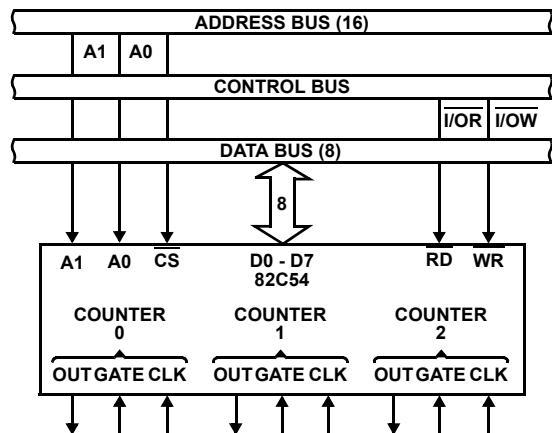 ADDRESS BUS (16)
A1 A0
CONTROL BUS
I/OR I/OW
DATA BUS (8)
8
A1 A0 CS D0 - D7 RD WR
82C54
COUNTER COUNTER COUNTER
0 1 2
OUT GATE CLK OUT GATE CLK OUT GATE CLK